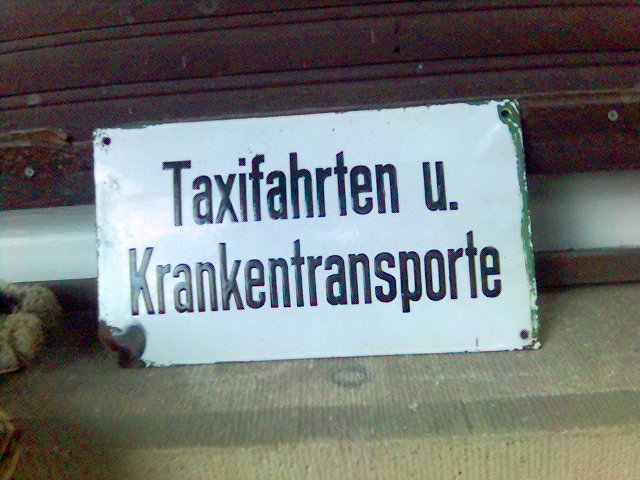 Taxifahrten u.
Krankentransporte